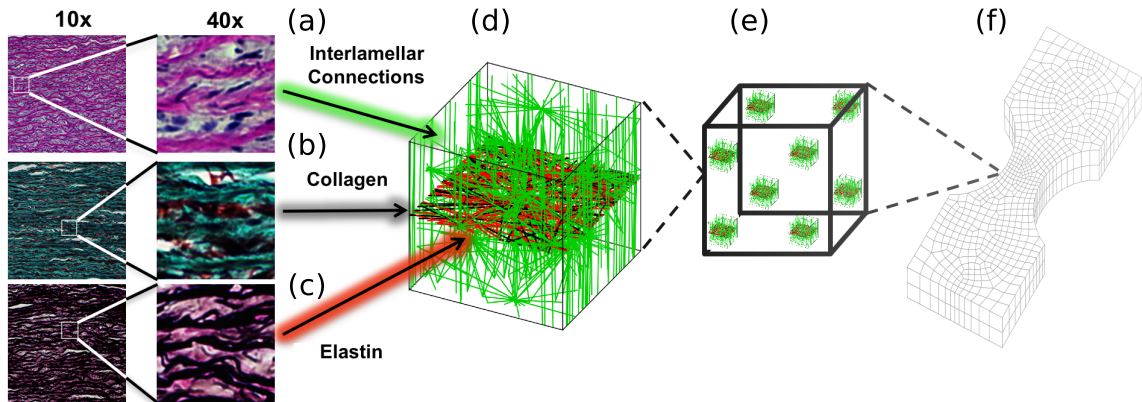 10x
40x
(a)
(d)
(e)
(f)
Interlamellar
Connections
(b)
Collagen
(c)
Elastin